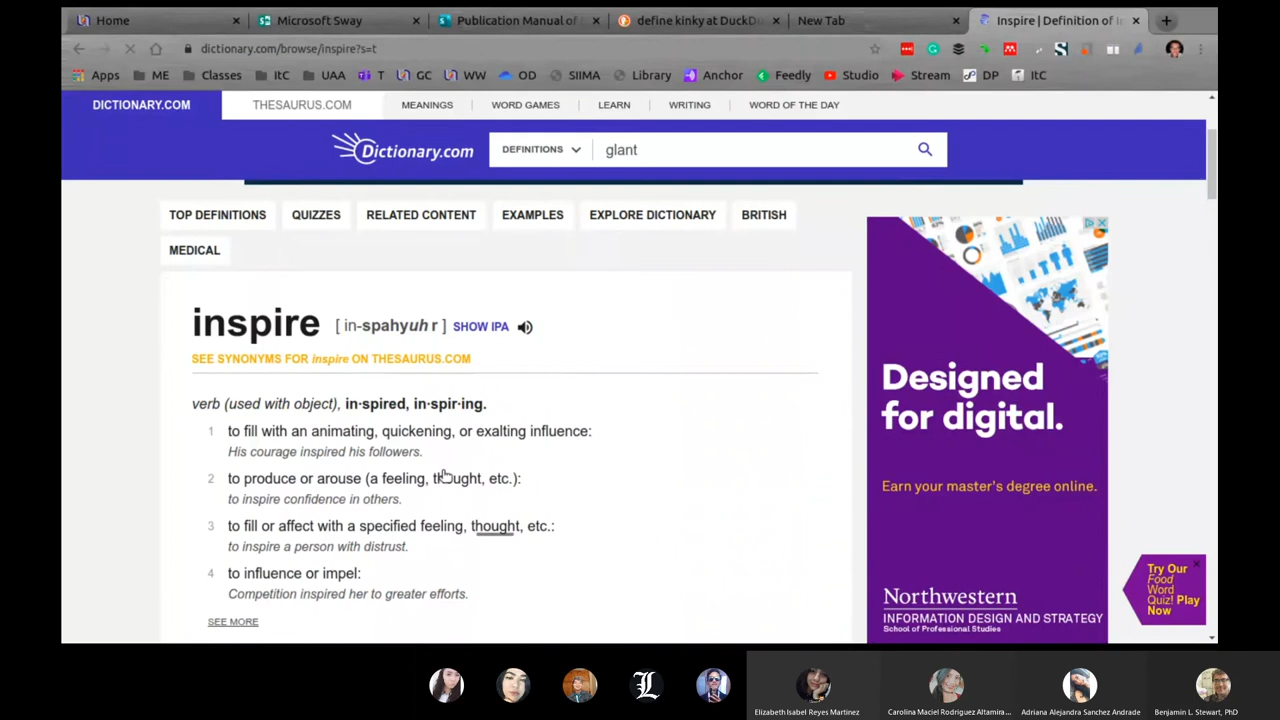 Home
Microsoft Sway
Publication Manual of
define kinky at DuckDu
New Tab
Inspire | Definition of In
dictionary.com/browse/inspire?s=t
Apps ME Classes ItC UAA T GC WW OD SIIMA Library Anchor Feedly Studio Stream DP ItC
DICTIONARY.COM THESAURUS.COM MEANINGS WORD GAMES LEARN WRITING WORD OF THE DAY
Dictionary.com DEFINITIONS glant
TOP DEFINITIONS QUIZZES RELATED CONTENT EXAMPLES EXPLORE DICTIONARY BRITISH
MEDICAL
inspire [ in-spahyuh r ] SHOW IPA
SEE SYNONYMS FOR inspire ON THESAURUS.COM
verb (used with object), in·spired, in·spir·ing.
1 to fill with an animating, quickening, or exalting influence:
His courage inspired his followers.
2 to produce or arouse (a feeling, thought, etc.):
to inspire confidence in others.
3 to fill or affect with a specified feeling, thought, etc.:
to inspire a person with distrust.
4 to influence or impel:
Competition inspired her to greater efforts.
SEE MORE
Designed
for digital.
Earn your master's degree online.
Northwestern
INFORMATION DESIGN AND STRATEGY
School of Professional Studies
Try Our
Food
Word
Quiz! Play
Now
L
Elizabeth Isabel Reyes Martinez
Carolina Maciel Rodriguez Altamira...
Adriana Alejandra Sanchez Andrade
Benjamin L. Stewart, PhD